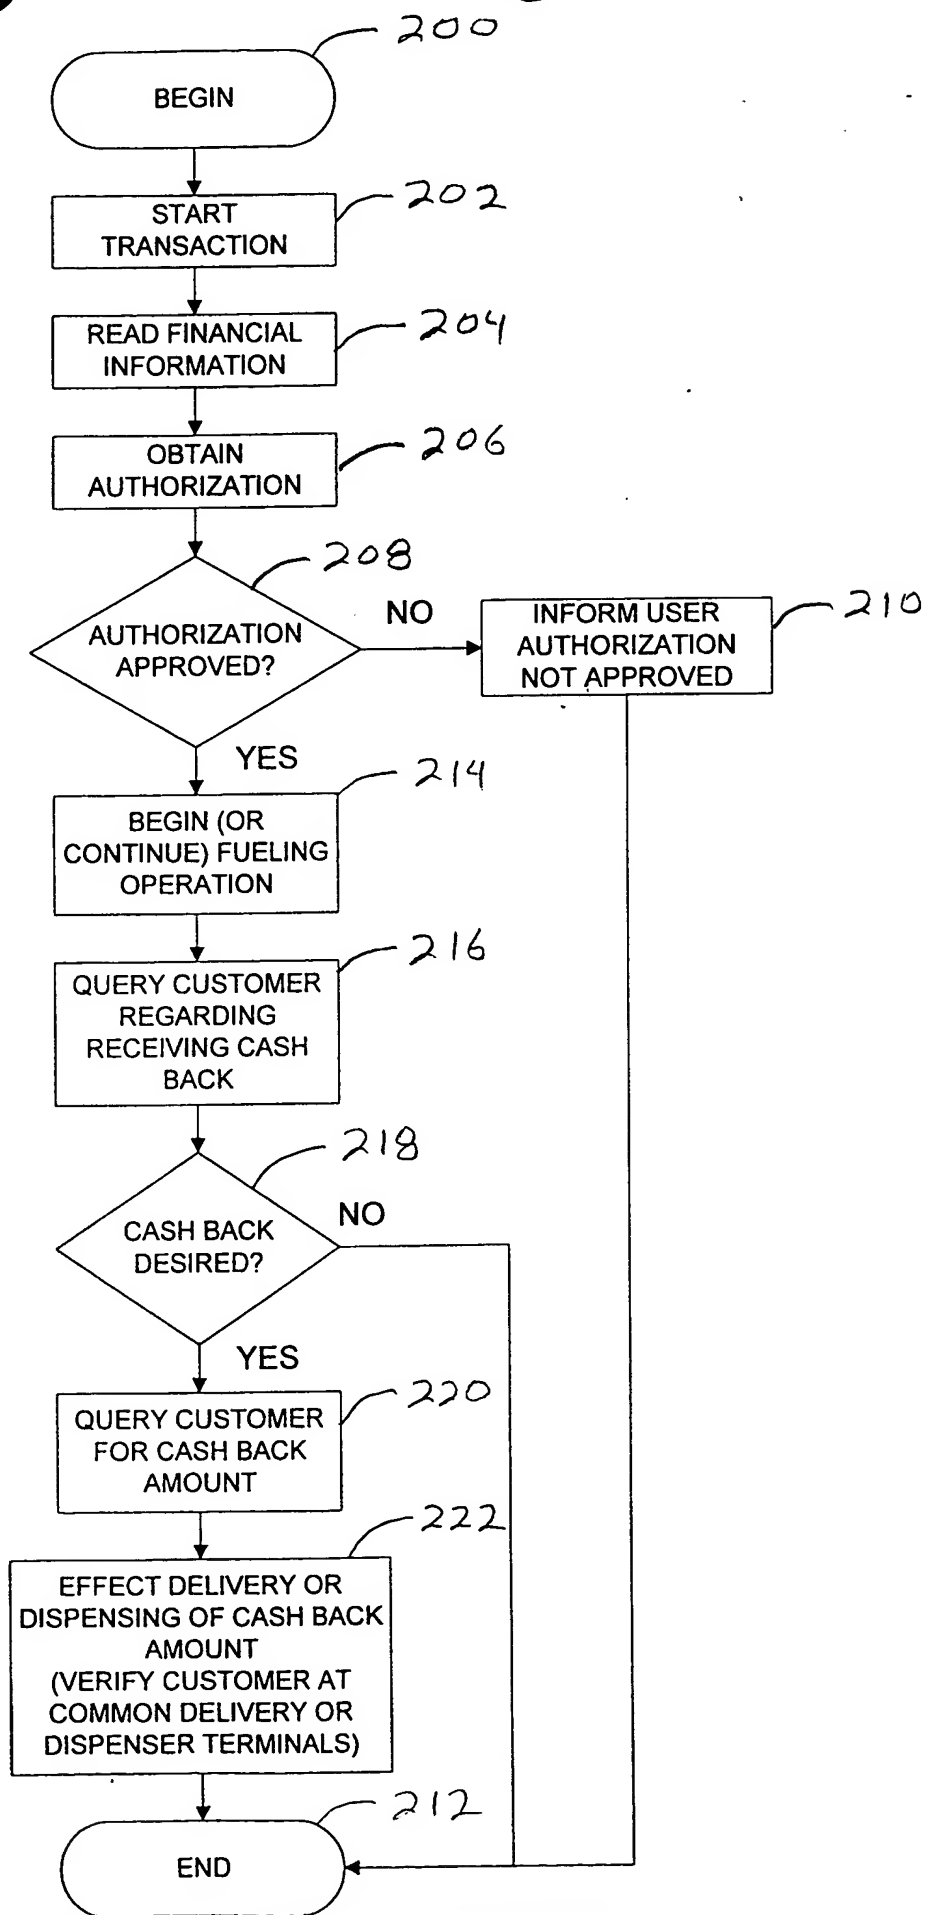 200
BEGIN
202
START
TRANSACTION
204
READ FINANCIAL
INFORMATION
206
OBTAIN
AUTHORIZATION
208
AUTHORIZATION
APPROVED?
NO
210
INFORM USER
AUTHORIZATION
NOT APPROVED
YES
214
BEGIN (OR
CONTINUE) FUELING
OPERATION
216
QUERY CUSTOMER
REGARDING
RECEIVING CASH
BACK
218
CASH BACK
DESIRED?
NO
YES
220
QUERY CUSTOMER
FOR CASH BACK
AMOUNT
222
EFFECT DELIVERY OR
DISPENSING OF CASH BACK
AMOUNT
(VERIFY CUSTOMER AT
COMMON DELIVERY OR
DISPENSER TERMINALS)
212
END